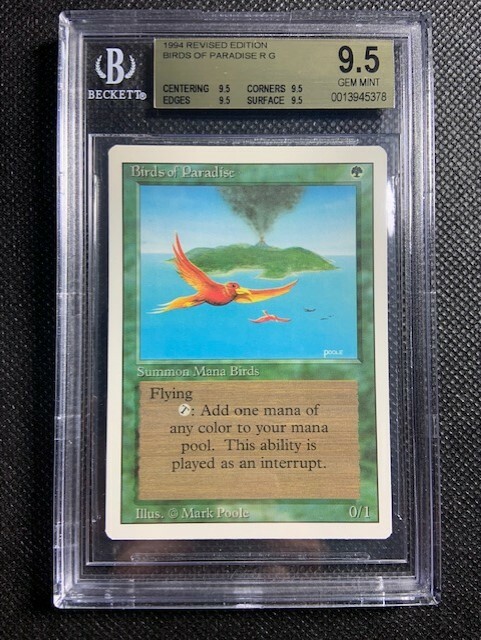 1994 REVISED EDITION
BIRDS OF PARADISE R G
9.5
GEM MINT
0013945378
CENTERING 9.5 CORNERS 9.5
EDGES 9.5 SURFACE 9.5
B
BECKETT
Birds of Paradise
POOLE
Summon Mana Birds
Flying
T: Add one mana of
any color to your mana
pool. This ability is
played as an interrupt.
Illus. © Mark Poole
0/1